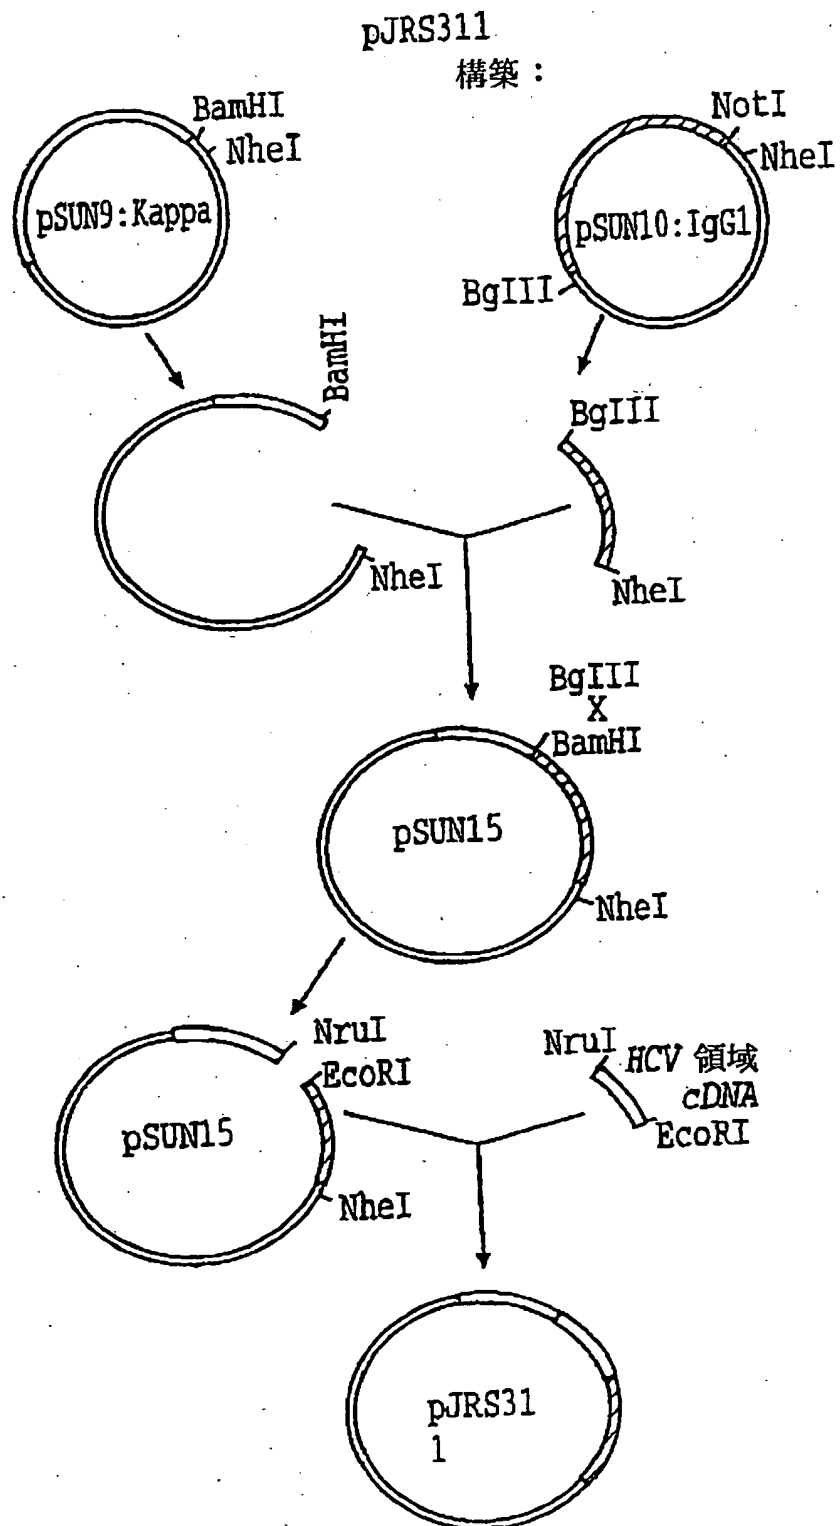 pJRS311
構築：
BamHI
NheI
pSUN9:Kappa
NotI
NheI
pSUN10:IgG1
BgIII
BamHI
NheI
BgIII
NheI
BgIII
X
BamHI
pSUN15
NheI
NruI
EcoRI
pSUN15
NheI
NruI
HCV 領域
cDNA
EcoRI
pJRS31
1